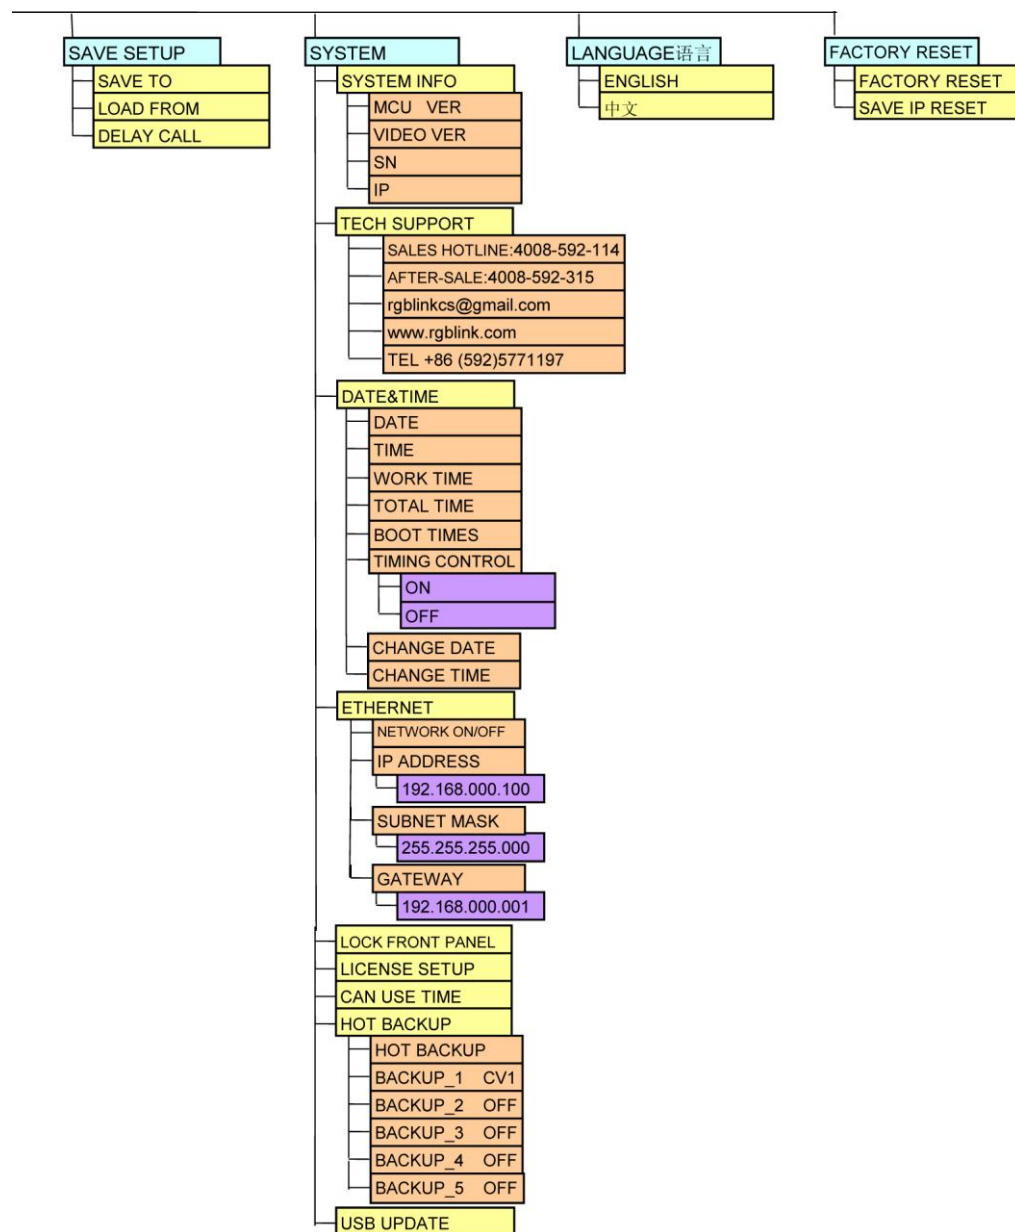 SAVE SETUP
SAVE TO
LOAD FROM
DELAY CALL
SYSTEM
SYSTEM INFO
MCU VER
VIDEO VER
SN
IP
TECH SUPPORT
SALES HOTLINE:4008-592-114
AFTER-SALE:4008-592-315
rgblinkcs@gmail.com
www.rgblink.com
TEL +86 (592)5771197
DATE&TIME
DATE
TIME
WORK TIME
TOTAL TIME
BOOT TIMES
TIMING CONTROL
ON
OFF
CHANGE DATE
CHANGE TIME
ETHERNET
NETWORK ON/OFF
IP ADDRESS
192.168.000.100
SUBNET MASK
255.255.255.000
GATEWAY
192.168.000.001
LOCK FRONT PANEL
LICENSE SETUP
CAN USE TIME
HOT BACKUP
HOT BACKUP
BACKUP_1 CV1
BACKUP_2 OFF
BACKUP_3 OFF
BACKUP_4 OFF
BACKUP_5 OFF
USB UPDATE
LANGUAGE语言
ENGLISH
中文
FACTORY RESET
FACTORY RESET
SAVE IP RESET